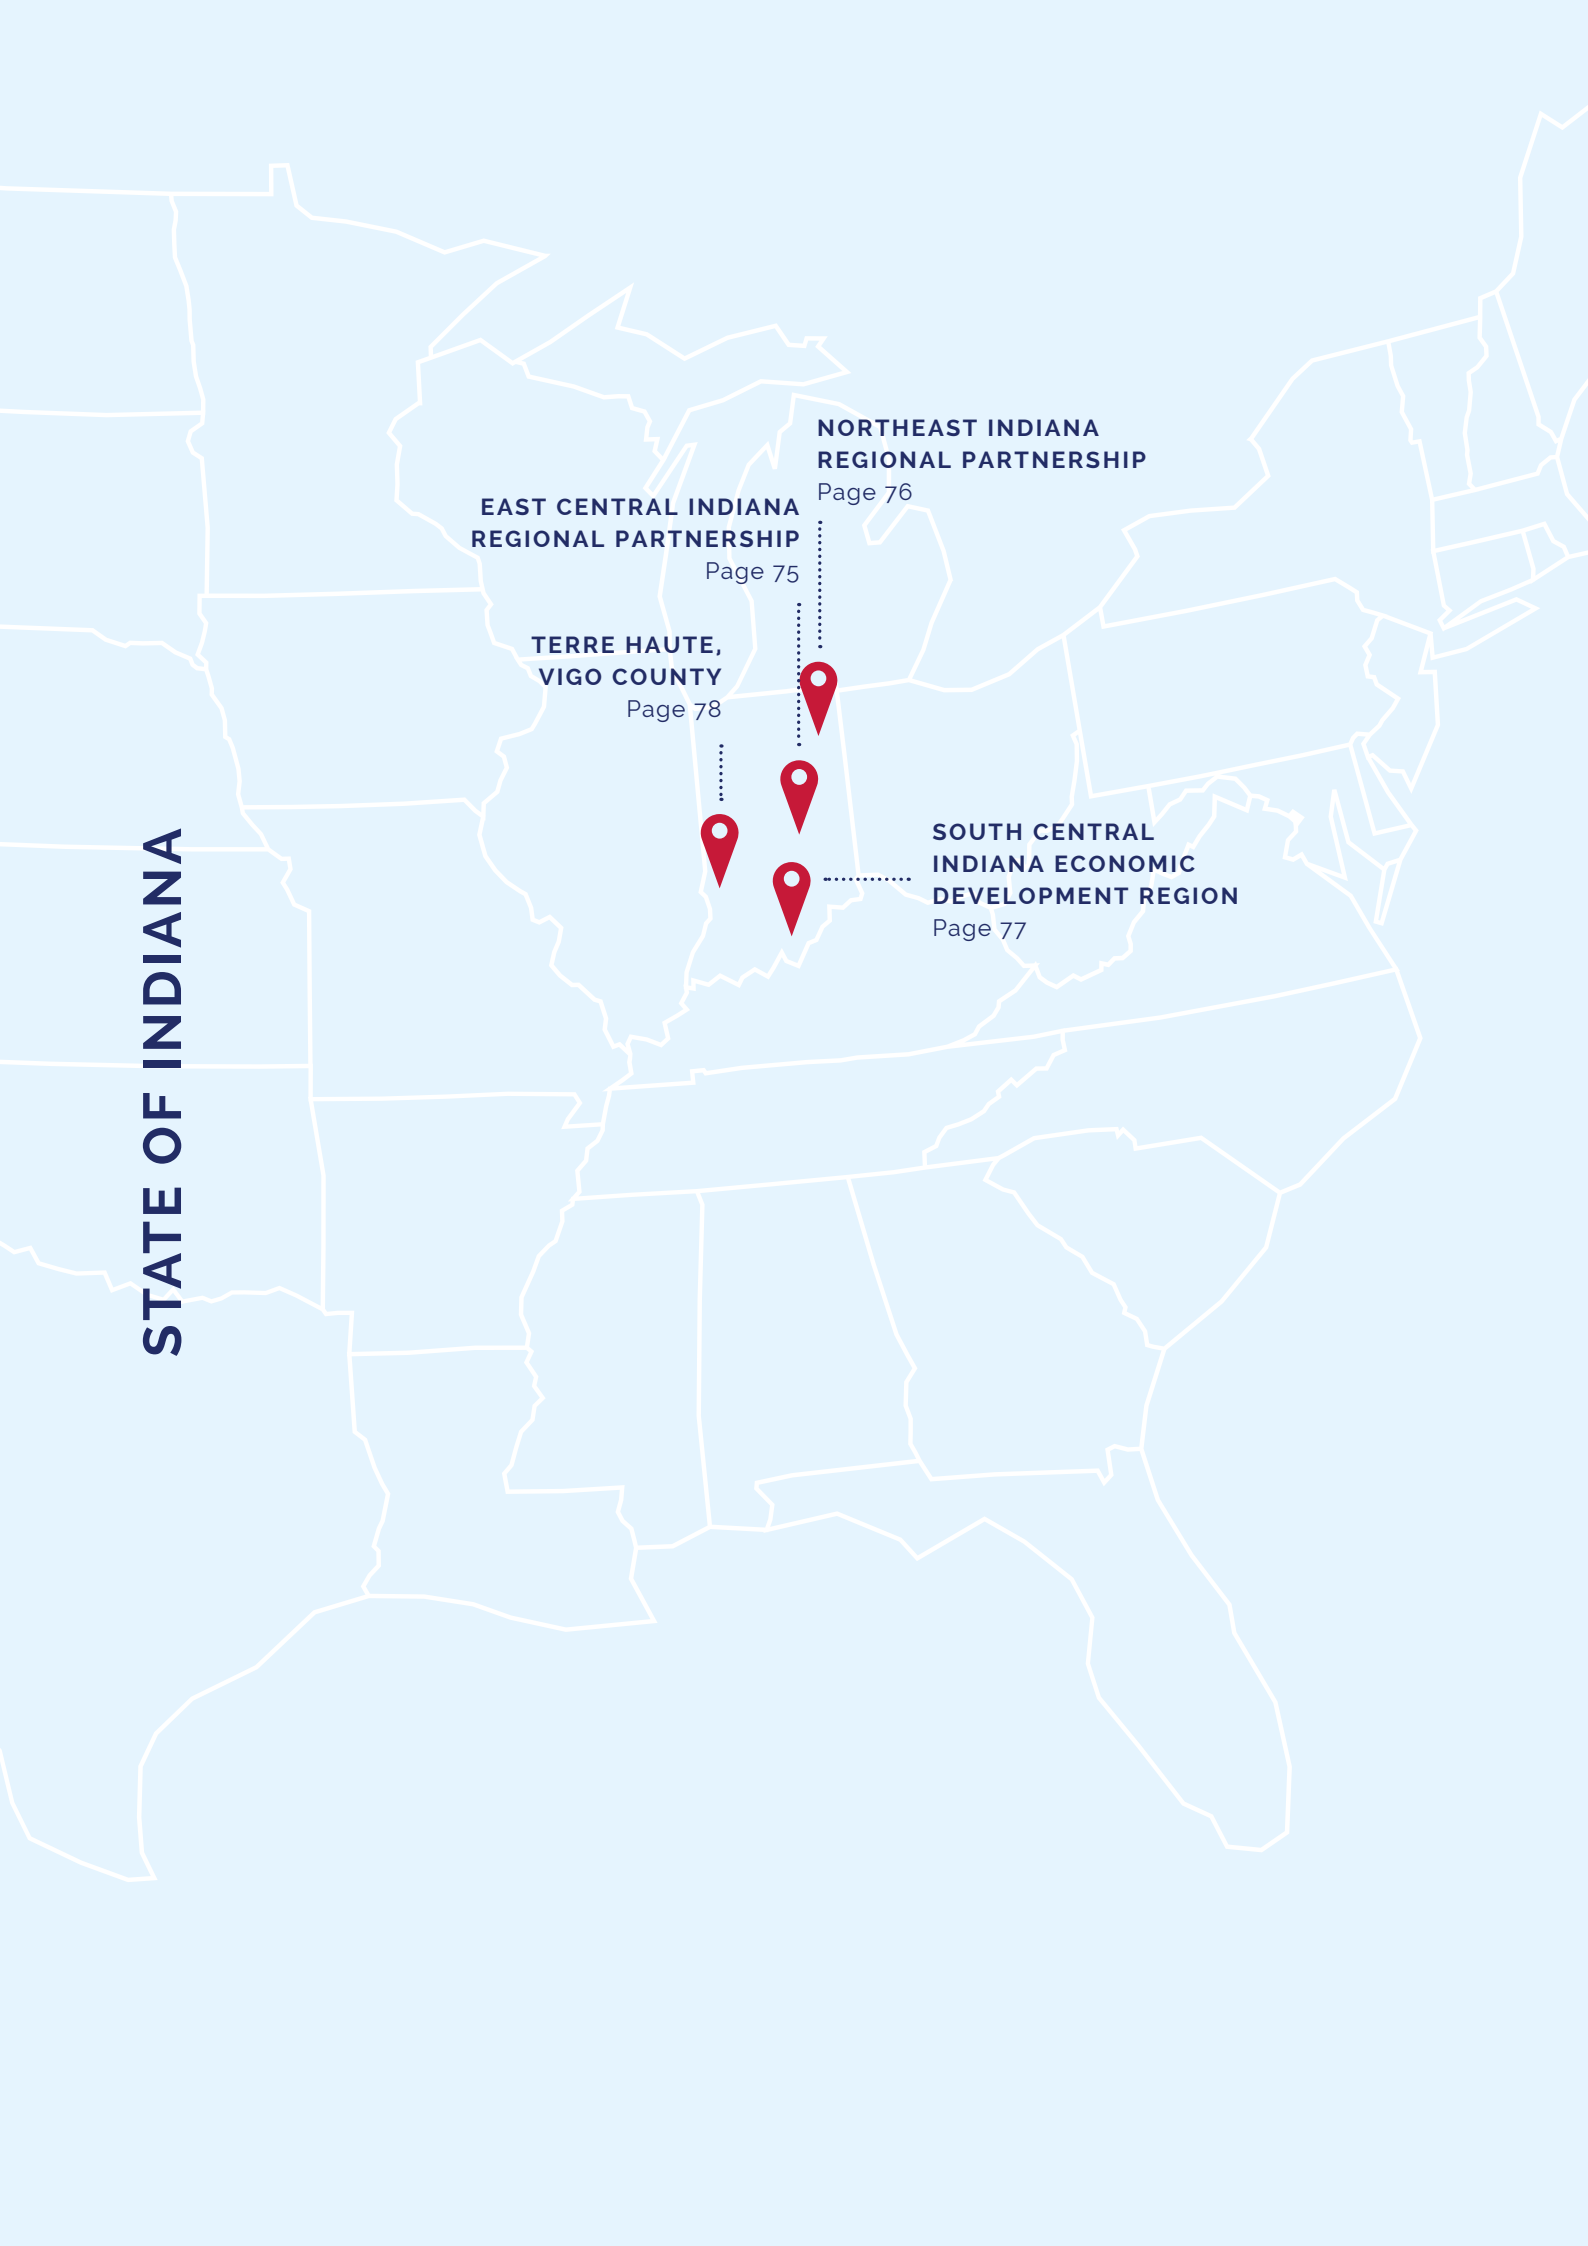 NORTHEAST INDIANA
REGIONAL PARTNERSHIP
Page 76
EAST CENTRAL INDIANA
REGIONAL PARTNERSHIP
Page 75
TERRE HAUTE,
VIGO COUNTY
Page 78
SOUTH CENTRAL
INDIANA ECONOMIC
DEVELOPMENT REGION
Page 77
STATE OF INDIANA